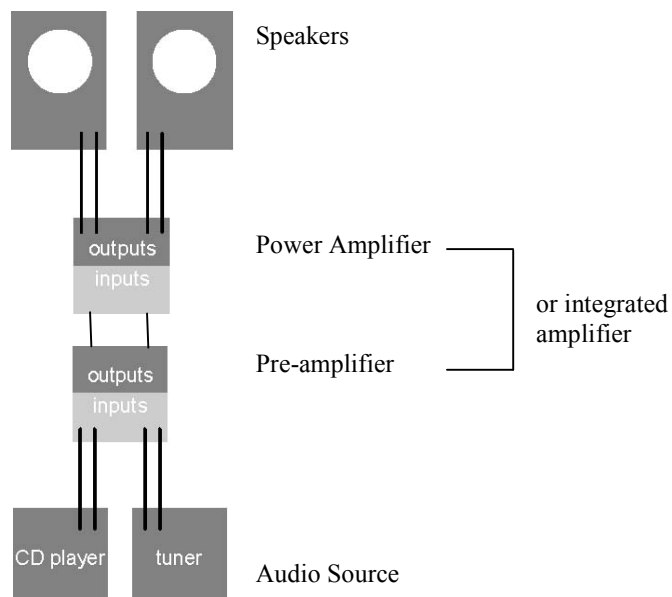 Speakers
outputs
inputs
Power Amplifier
or integrated
amplifier
outputs
inputs
Pre-amplifier
CD player
tuner
Audio Source